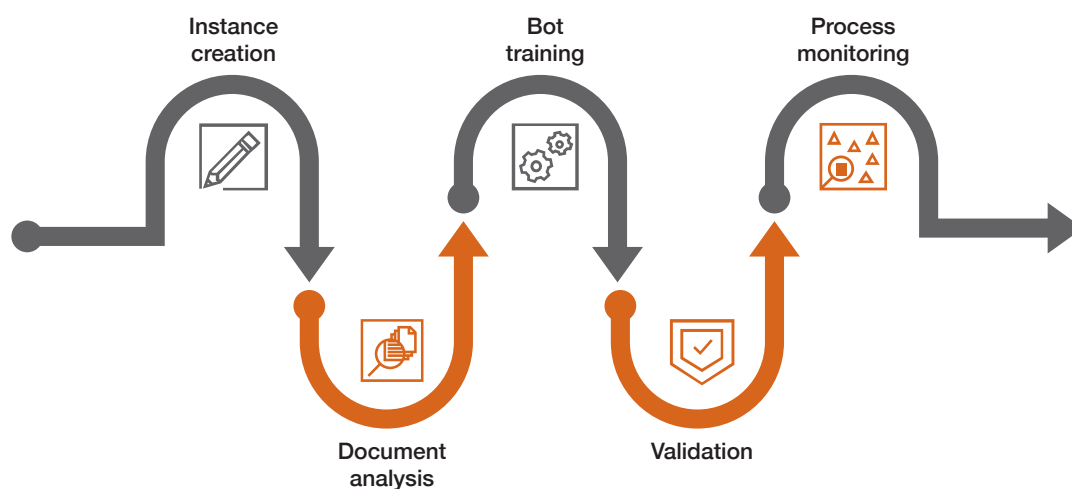 Instance
creation
Bot
training
Process
monitoring
Document
analysis
Validation